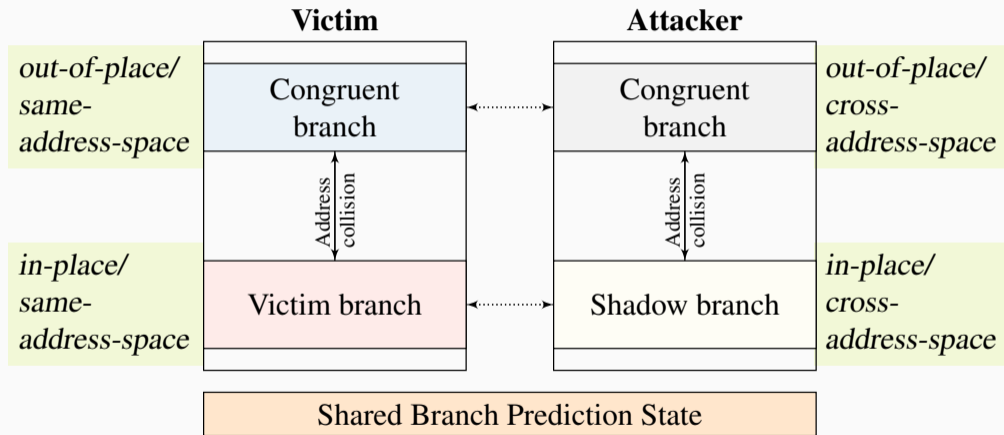 Victim
Attacker
out-of-place/
same-
address-space
Congruent
branch
Congruent
branch
out-of-place/
cross-
address-space
Address
collision
Address
collision
in-place/
same-
address-space
Victim branch
Shadow branch
in-place/
cross-
address-space
Shared Branch Prediction State